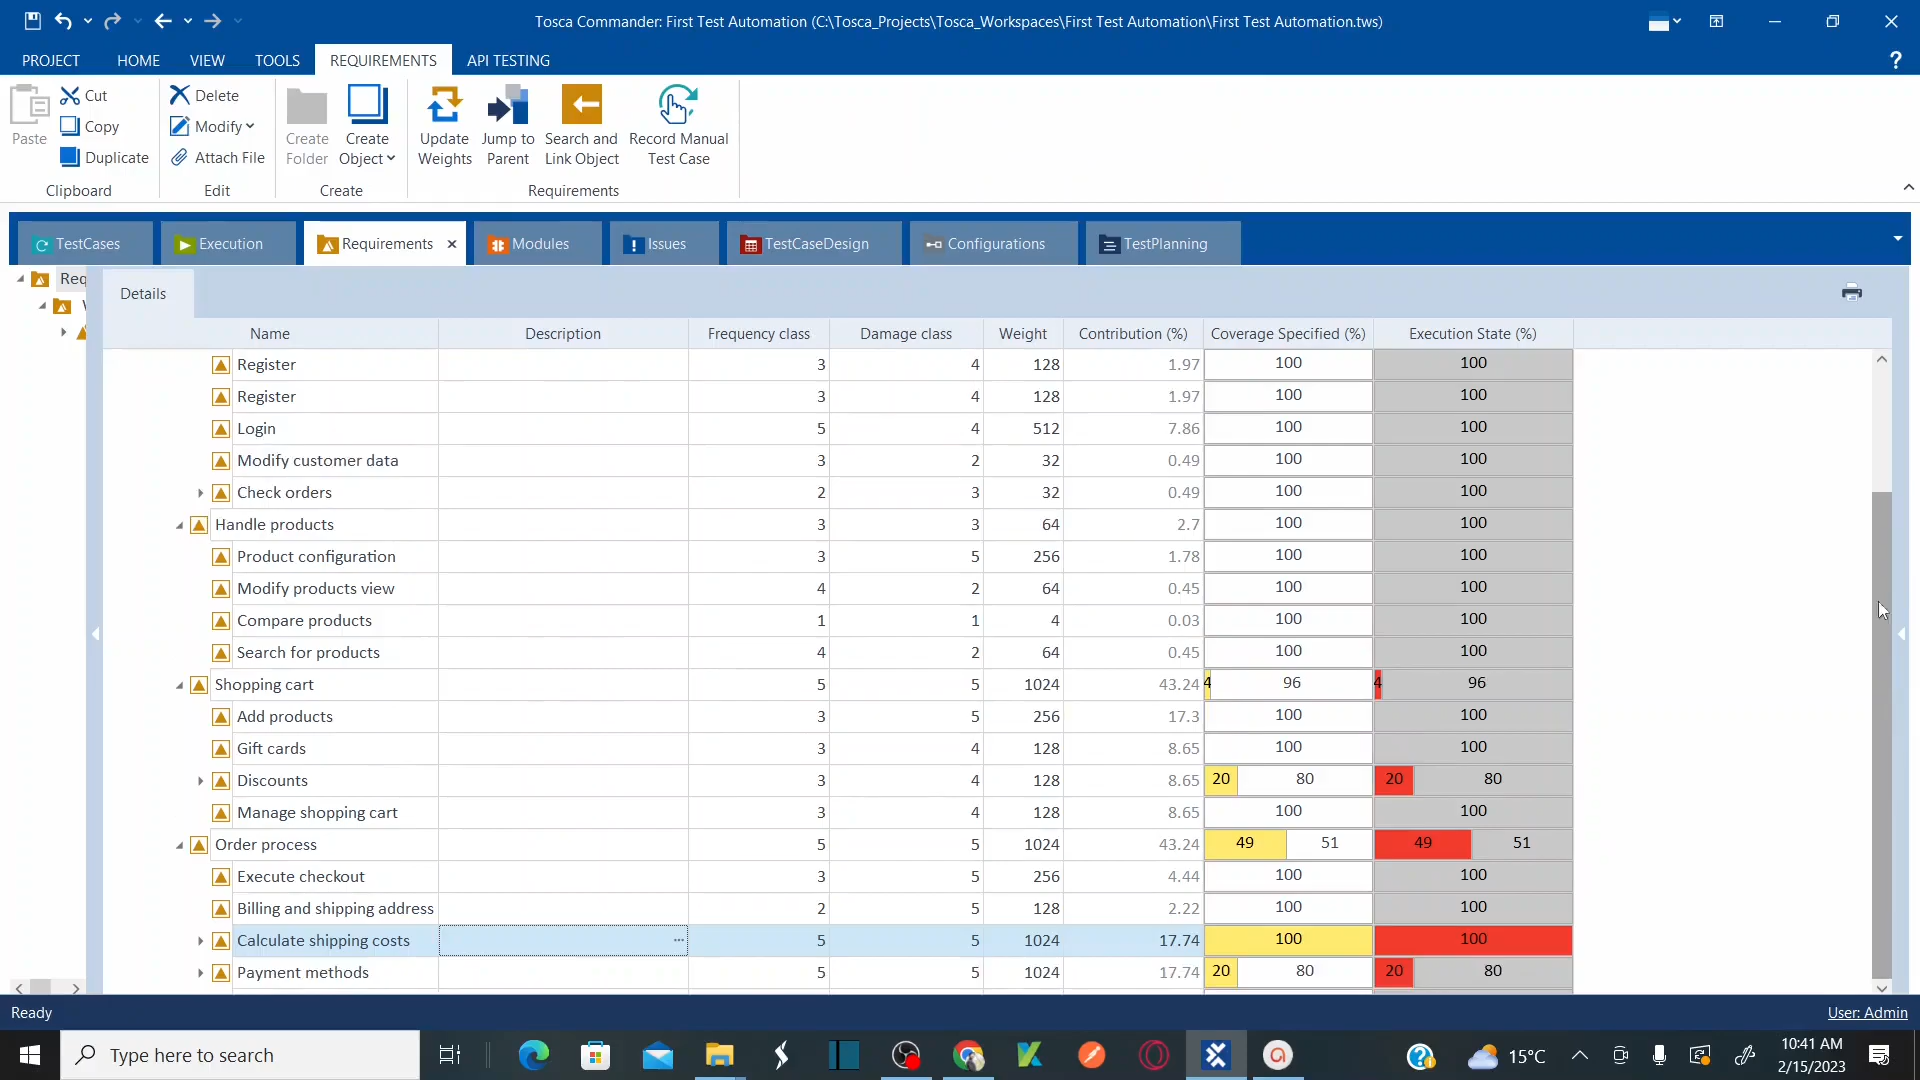 Tosca Commander: First Test Automation (C:\Tosca_Projects\Tosca_Workspaces\First Test Automation\First Test Automation.tws)
PROJECT HOME VIEW TOOLS REQUIREMENTS API TESTING ?
Paste Cut Copy Duplicate
Clipboard
Delete Modify Attach File
Edit
Create Folder Create Object
Create
Update Weights Jump to Parent Search and Link Object Record Manual Test Case
Requirements
TestCases Execution Requirements Modules Issues TestCaseDesign Configurations TestPlanning
Req
Details
Name Description Frequency class Damage class Weight Contribution (%) Coverage Specified (%) Execution State (%)
Register 3 4 128 1.97 100 100
Register 3 4 128 1.97 100 100
Login 5 4 512 7.86 100 100
Modify customer data 3 2 32 0.49 100 100
Check orders 2 3 32 0.49 100 100
Handle products 3 3 64 2.7 100 100
Product configuration 3 5 256 1.78 100 100
Modify products view 4 2 64 0.45 100 100
Compare products 1 1 4 0.03 100 100
Search for products 4 2 64 0.45 100 100
Shopping cart 5 5 1024 43.24 4 96 4 96
Add products 3 5 256 17.3 100 100
Gift cards 3 4 128 8.65 100 100
Discounts 3 4 128 8.65 20 80 20 80
Manage shopping cart 3 4 128 8.65 100 100
Order process 5 5 1024 43.24 49 51 49 51
Execute checkout 3 5 256 4.44 100 100
Billing and shipping address 2 5 128 2.22 100 100
Calculate shipping costs ... 5 5 1024 17.74 100 100
Payment methods 5 5 1024 17.74 20 80 20 80
Ready User: Admin
Type here to search 15°C 10:41 AM
2/15/2023